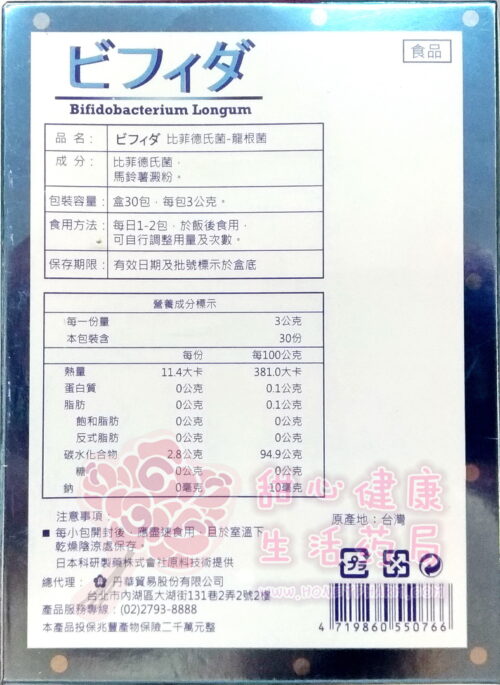 食品
ビフィダ
Bifidobacterium Longum
品名： ビフィダ 比菲德氏菌-龍根菌
成分： 比菲德氏菌，
馬鈴薯澱粉。
包裝容量： 盒30包，每包3公克。
食用方法： 每日1-2包，於飯後食用，
可自行調整用量及次數。
保存期限： 有效日期及批號標示於盒底
營養成分標示
每一份量 3公克
本包裝含 30份
每份 每100公克
熱量 11.4大卡 381.0大卡
蛋白質 0公克 0.1公克
脂肪 0公克 0.1公克
飽和脂肪 0公克 0公克
反式脂肪 0公克 0公克
碳水化合物 2.8公克 94.9公克
糖 0公克 0公克
鈉 0毫克 10毫克
甜心健康
生活藥局
注意事項
■ 每小包開封後，應盡速食用，且於室溫下
乾燥陰涼處保存。
日本科研製藥株式會社原料技術提供
總代理： 丹華貿易股份有限公司
台北市內湖區大湖街131巷2弄2號2樓
產品服務專線：(02)2793-8888
本產品投保兆豐產物保險二千萬元整
原產地：台灣
プラ
4 719860 550766